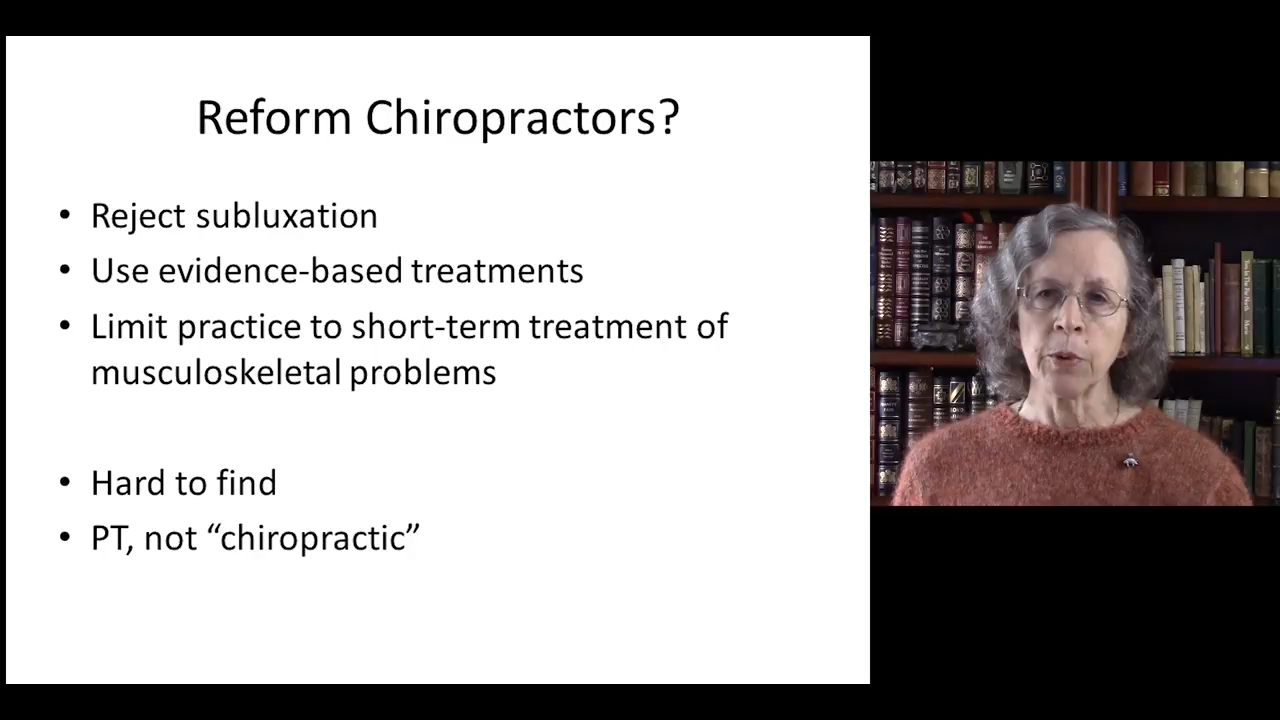 Reform Chiropractors?
• Reject subluxation
• Use evidence-based treatments
• Limit practice to short-term treatment of
musculoskeletal problems
• Hard to find
• PT, not “chiropractic”